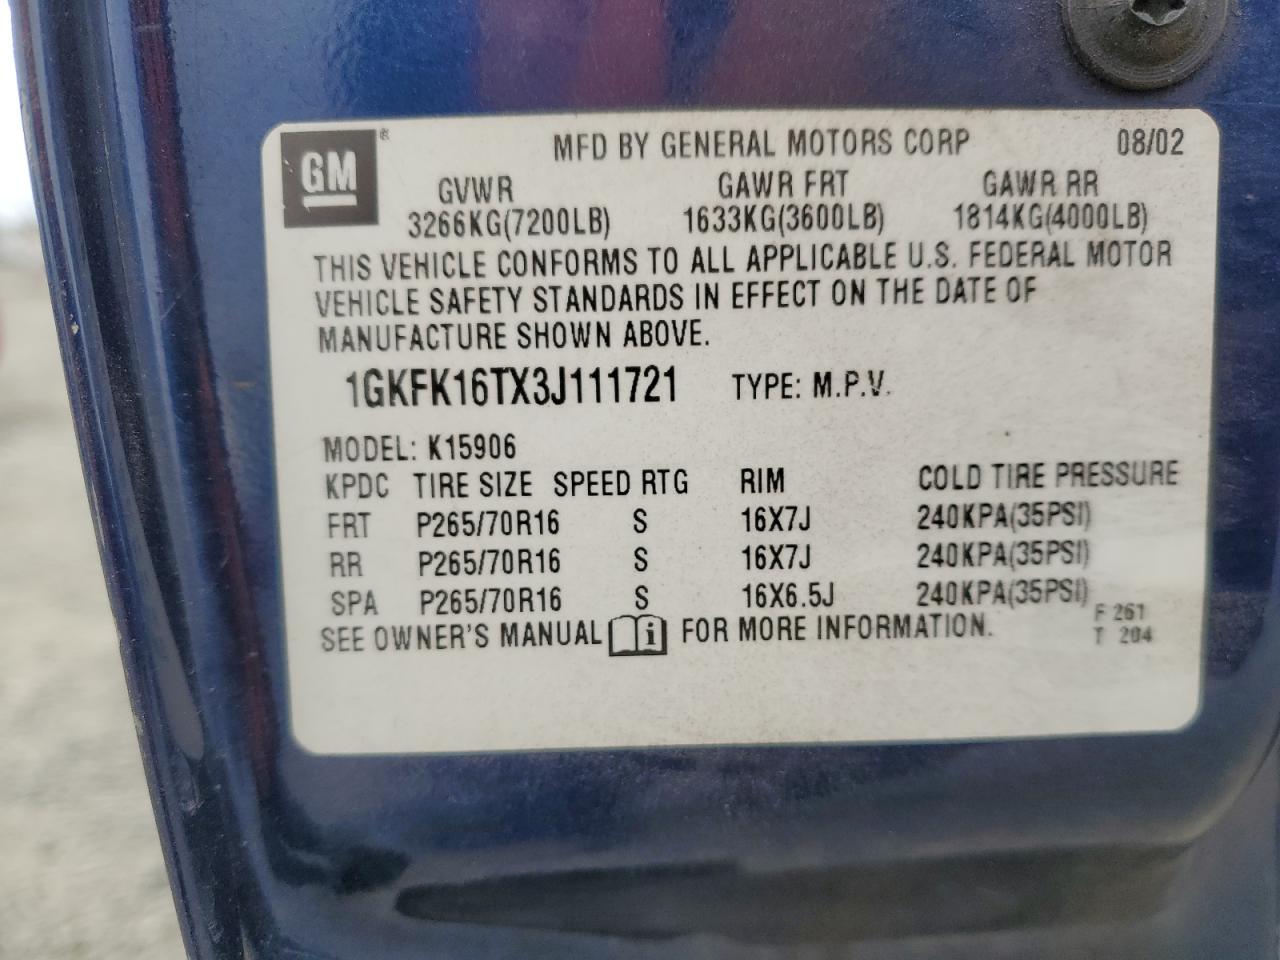 GM ® MFD BY GENERAL MOTORS CORP 08/02
GVWR GAWR FRT GAWR RR
3266KG(7200LB) 1633KG(3600LB) 1814KG(4000LB)
THIS VEHICLE CONFORMS TO ALL APPLICABLE U.S. FEDERAL MOTOR
VEHICLE SAFETY STANDARDS IN EFFECT ON THE DATE OF
MANUFACTURE SHOWN ABOVE.
1GKFK16TX3J111721 TYPE: M.P.V.
MODEL: K15906
KPDC TIRE SIZE SPEED RTG RIM COLD TIRE PRESSURE
FRT P265/70R16 S 16X7J 240KPA(35PSI)
RR P265/70R16 S 16X7J 240KPA(35PSI)
SPA P265/70R16 S 16X6.5J 240KPA(35PSI)
SEE OWNER'S MANUAL i FOR MORE INFORMATION.
F 261
T 204